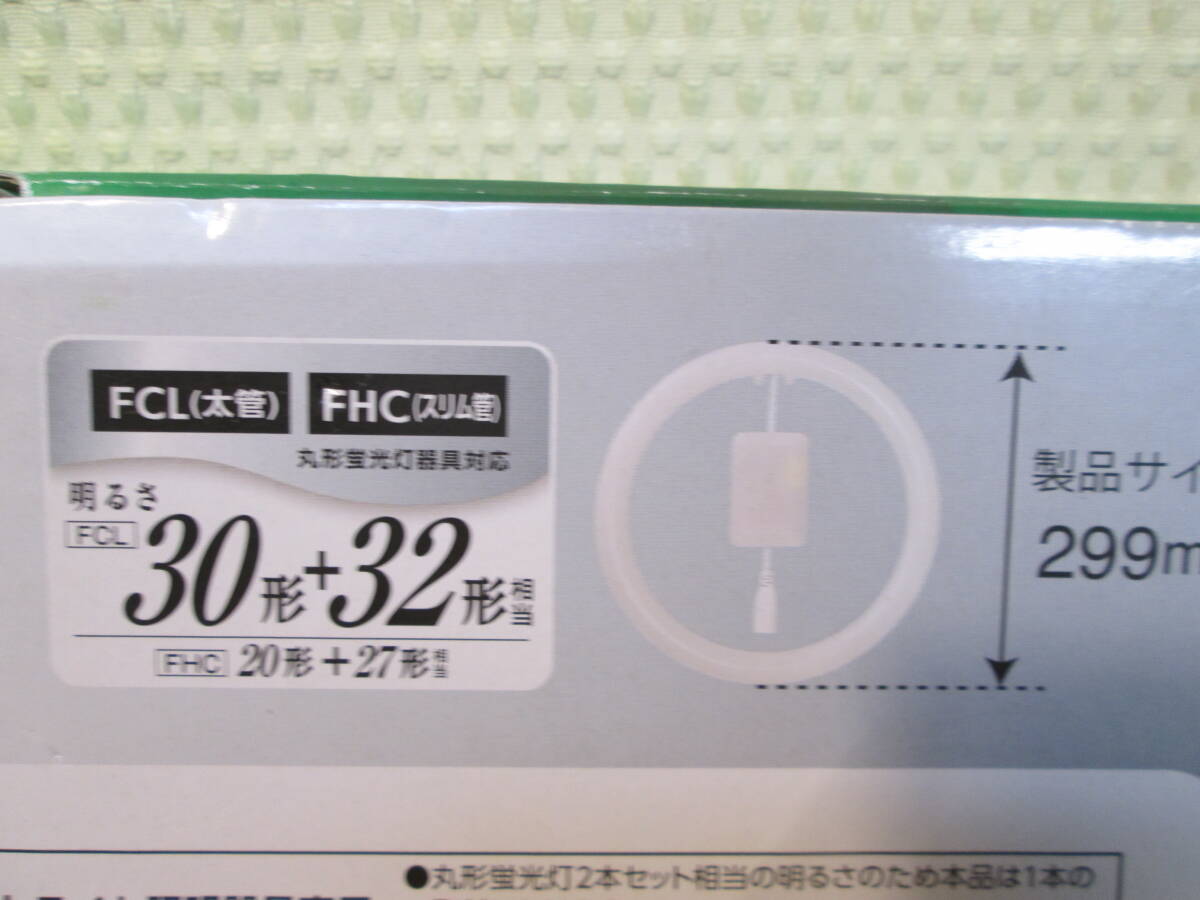 FCL(太管) FHC(スリム管)
丸形蛍光灯器具対応
明るさ
FCL 30形+32形相当
FHC 20形+27形相当
製品サイ
299m
●丸形蛍光灯2本セット相当の明るさのため本品は1本の